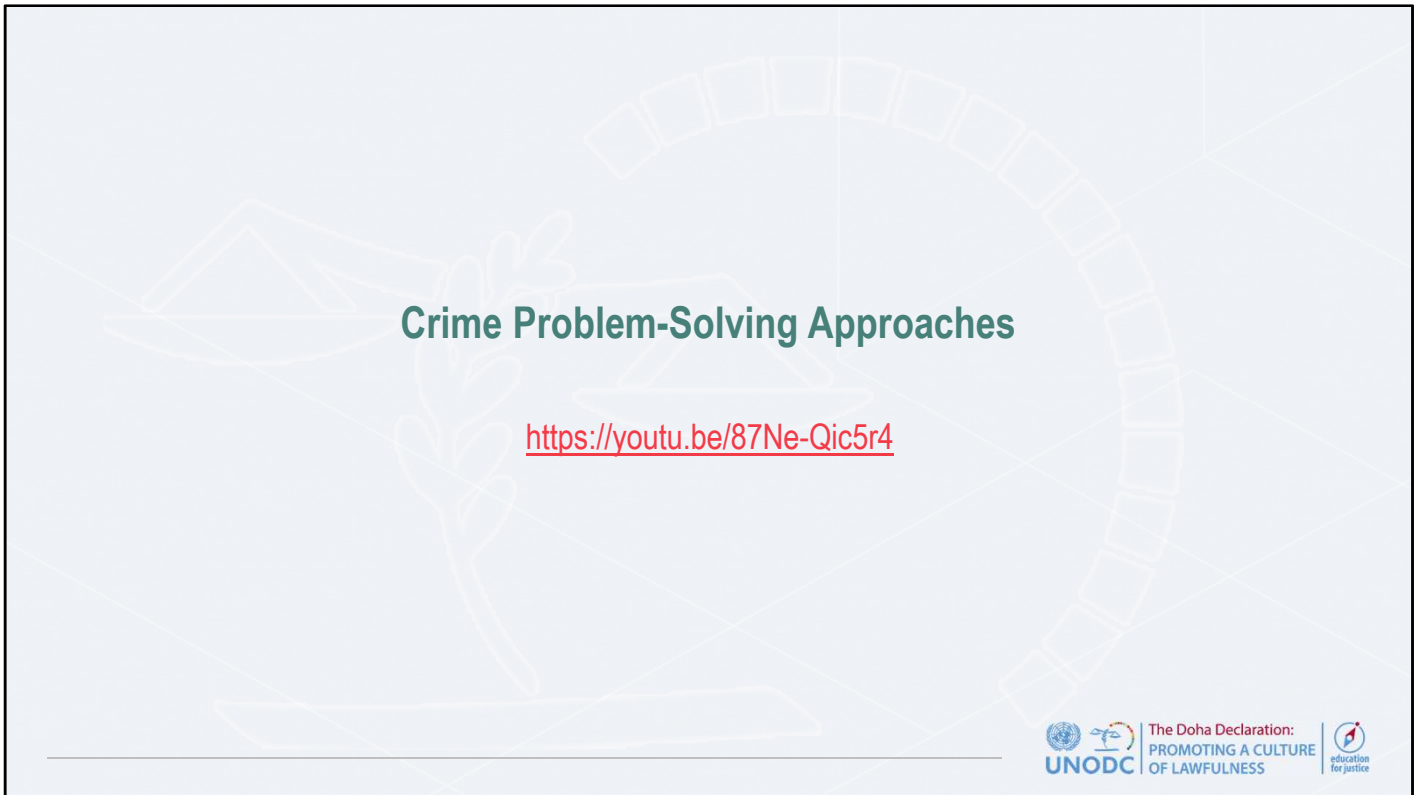 Crime Problem-Solving Approaches
https://youtu.be/87Ne-Qic5r4
UNODC
The Doha Declaration:
PROMOTING A CULTURE
OF LAWFULNESS
education
for justice